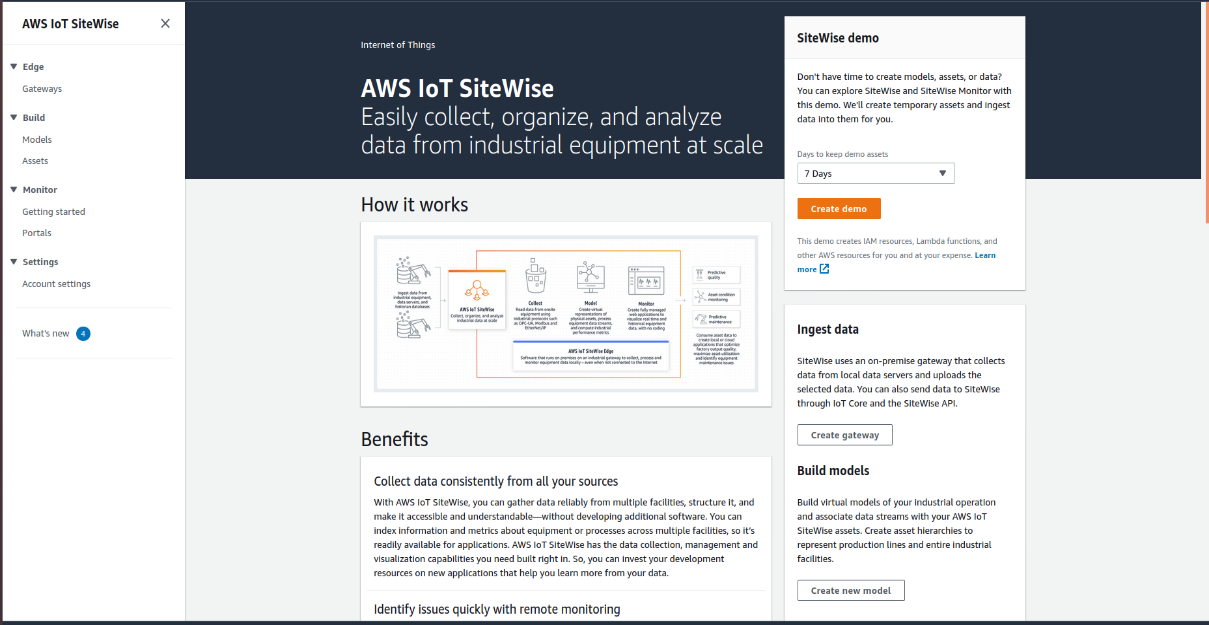 AWS IoT SiteWise
Edge
Gateways
Build
Models
Assets
Monitor
Getting started
Portals
Settings
Account settings
What's new 4
Internet of Things
AWS IoT SiteWise
Easily collect, organize, and analyze
data from industrial equipment at scale
How it works
Ingest data from
industrial equipment,
data servers, and
historian databases
AWS IoT SiteWise
Collect, organize, and analyze
industrial data at scale
Collect
Read data from onsite
equipment using
industrial protocols such
as OPC-UA, Modbus and
EtherNet/IP
Model
Create virtual
representations of
physical assets, process
equipment data streams,
and compute industrial
performance metrics
Monitor
Create fully managed
web applications to
visualize real time and
historical equipment
data, with no coding
AWS IoT SiteWise Edge
Software that runs on premises on an industrial gateway to collect, process and
monitor equipment data locally - even when not connected to the internet
Predictive
quality
Asset condition
monitoring
Predictive
maintenance
Consume asset data to
create local or cloud
applications that optimize
factory output quality,
maximize asset utilization
and identify equipment
maintenance issues
Benefits
Collect data consistently from all your sources
With AWS IoT SiteWise, you can gather data reliably from multiple facilities, structure it, and
make it accessible and understandable—without developing additional software. You can
index information and metrics about equipment or processes across multiple facilities, so it's
readily available for applications. AWS IoT SiteWise has the data collection, management and
visualization capabilities you need built right in. So, you can invest your development
resources on new applications that help you learn more from your data.
Identify issues quickly with remote monitoring
SiteWise demo
Don't have time to create models, assets, or data?
You can explore SiteWise and SiteWise Monitor with
this demo. We'll create temporary assets and ingest
data into them for you.
Days to keep demo assets
7 Days
Create demo
This demo creates IAM resources, Lambda functions, and
other AWS resources for you and at your expense. Learn
more
Ingest data
SiteWise uses an on-premise gateway that collects
data from local data servers and uploads the
selected data. You can also send data to SiteWise
through IoT Core and the SiteWise API.
Create gateway
Build models
Build virtual models of your industrial operation
and associate data streams with your AWS IoT
SiteWise assets. Create asset hierarchies to
represent production lines and entire industrial
facilities.
Create new model